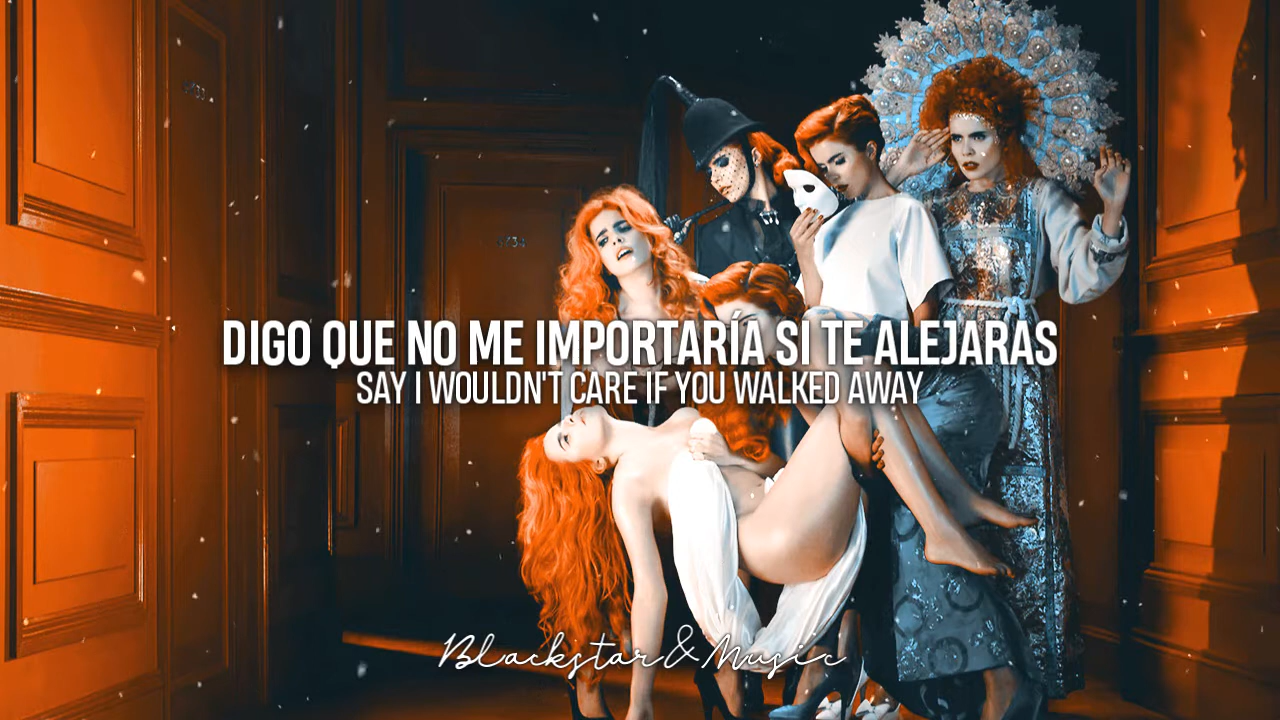 DIGO QUE NO ME IMPORTARÍA SI TE ALEJARAS
SAY I WOULDN'T CARE IF YOU WALKED AWAY
Blackstar&Music